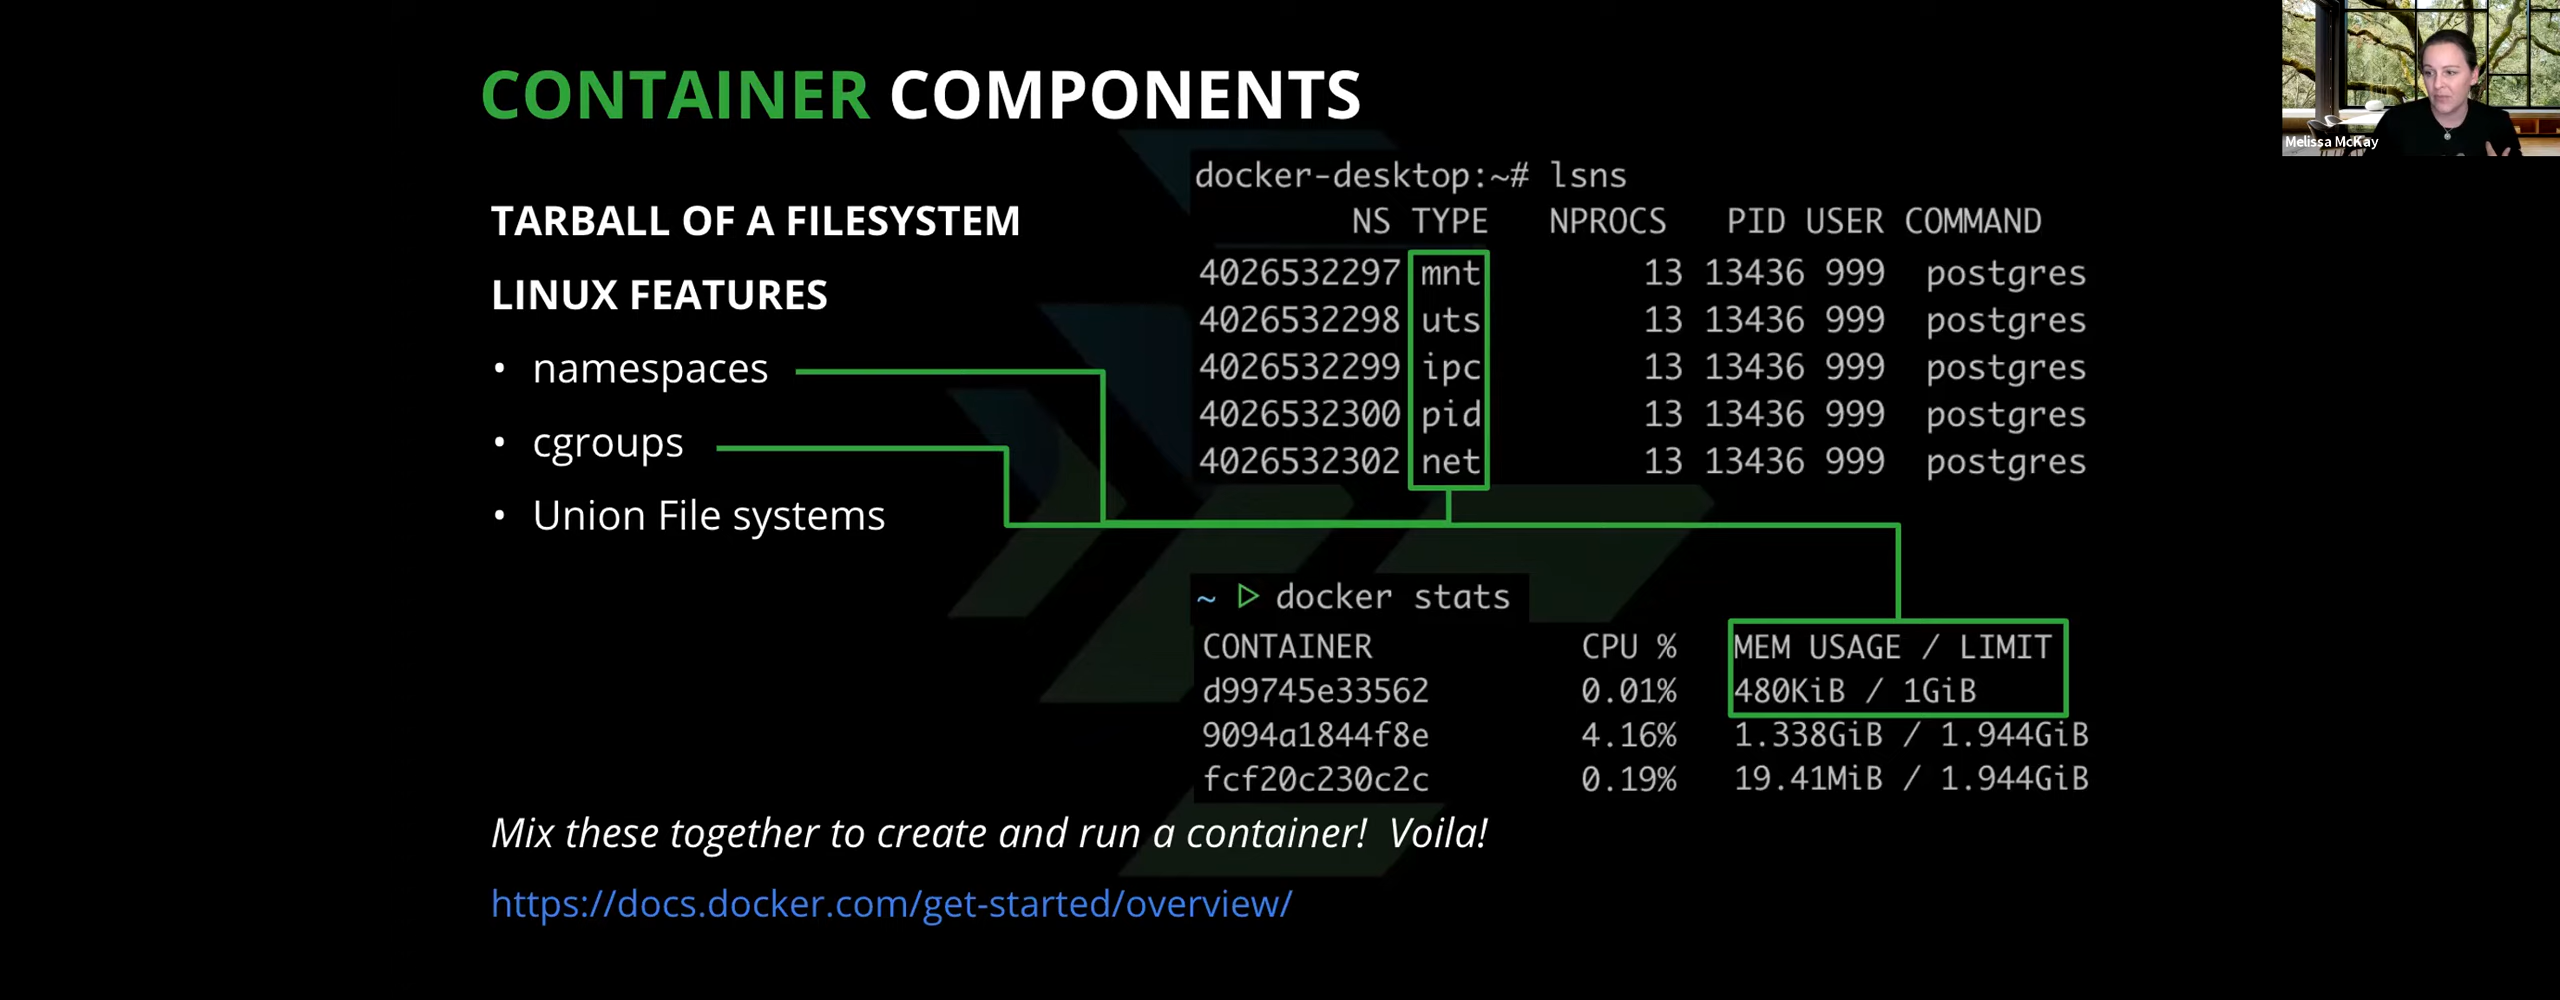 CONTAINER COMPONENTS
Melissa McKay
TARBALL OF A FILESYSTEM
LINUX FEATURES
• namespaces
• cgroups
• Union File systems
docker-desktop:~# lsns
NS TYPE NPROCS PID USER COMMAND
4026532297 mnt 13 13436 999 postgres
4026532298 uts 13 13436 999 postgres
4026532299 ipc 13 13436 999 postgres
4026532300 pid 13 13436 999 postgres
4026532302 net 13 13436 999 postgres
~ ▷ docker stats
CONTAINER CPU % MEM USAGE / LIMIT
d99745e33562 0.01% 480KiB / 1GiB
9094a1844f8e 4.16% 1.338GiB / 1.944GiB
fcf20c230c2c 0.19% 19.41MiB / 1.944GiB
Mix these together to create and run a container! Voila!
https://docs.docker.com/get-started/overview/